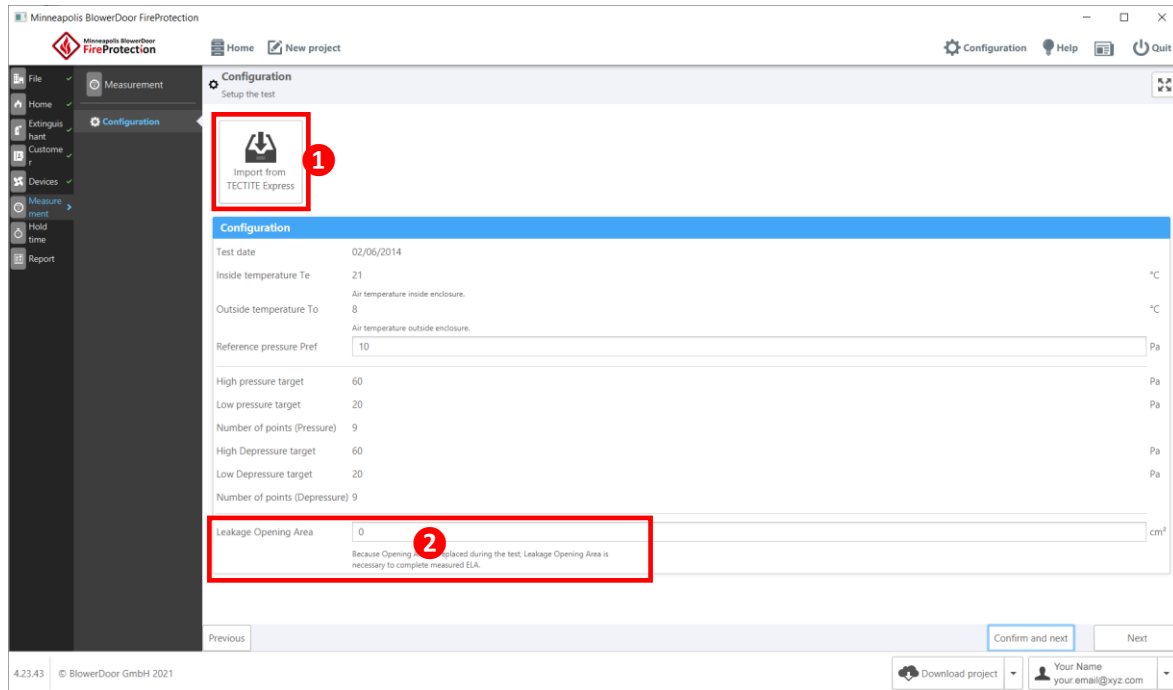 Minneapolis BlowerDoor FireProtection
Minneapolis BlowerDoor
FireProtection
Home
New project
Configuration
Help
Quit
File
Home
Extinguis
hant
Custome
r
Devices
Measure
ment
Hold
time
Report
Measurement
Configuration
Configuration
Setup the test
Import from
TECTITE Express
1
Configuration
Test date 02/06/2014
Inside temperature Te 21 °C
Air temperature inside enclosure.
Outside temperature To 8 °C
Air temperature outside enclosure.
Reference pressure Pref 10 Pa
High pressure target 60 Pa
Low pressure target 20 Pa
Number of points (Pressure) 9
High Depressure target 60 Pa
Low Depressure target 20 Pa
Number of points (Depressure) 9
Leakage Opening Area 0 cm²
2
Because Opening replaced during the test, Leakage Opening Area is
necessary to complete measured ELA.
Previous
Confirm and next
Next
4.23.43 © BlowerDoor GmbH 2021
Download project
Your Name
your.email@xyz.com